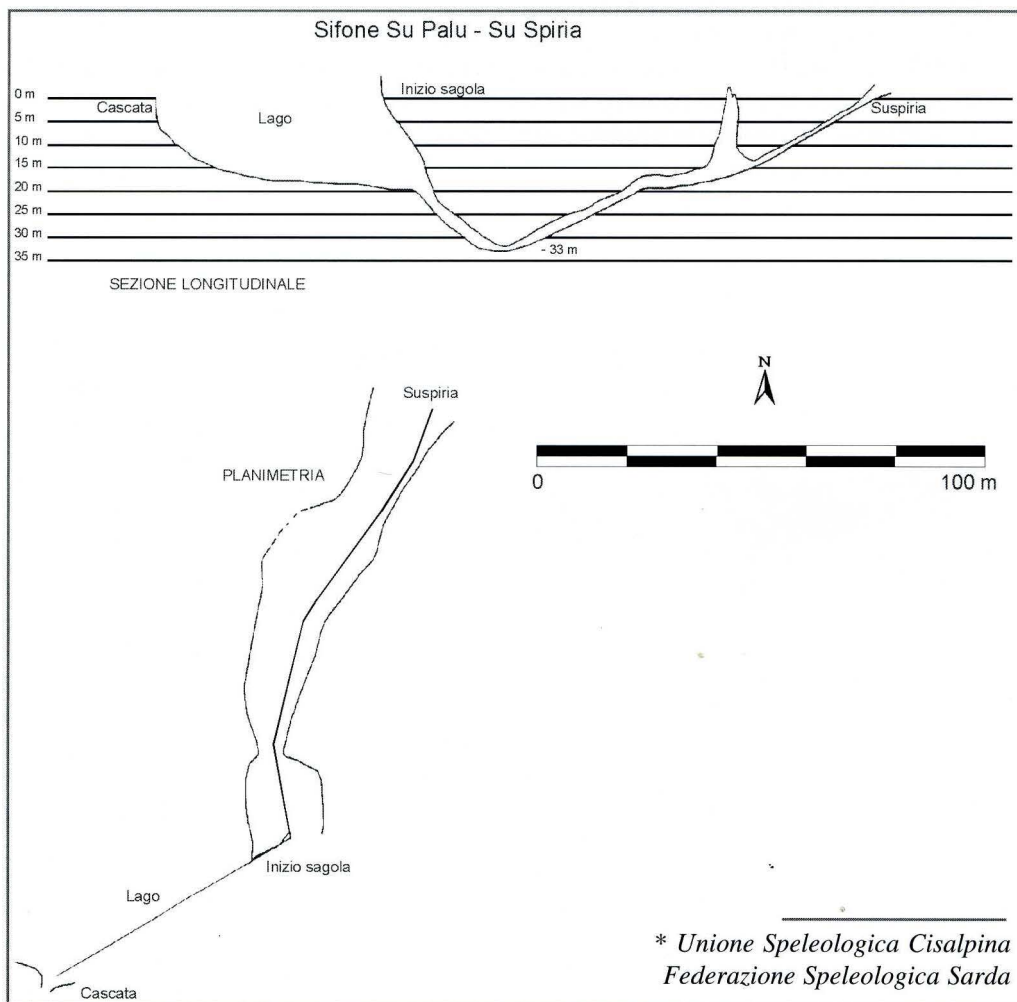 Sifone Su Palu - Su Spiria
0 m
Cascata
Inizio sagola
Suspiria
5 m
Lago
10 m
15 m
20 m
25 m
30 m
- 33 m
35 m
SEZIONE LONGITUDINALE
N
Suspiria
PLANIMETRIA
0
100 m
Inizio sagola
Lago
Cascata
* Unione Speleologica Cisalpina
Federazione Speleologica Sarda